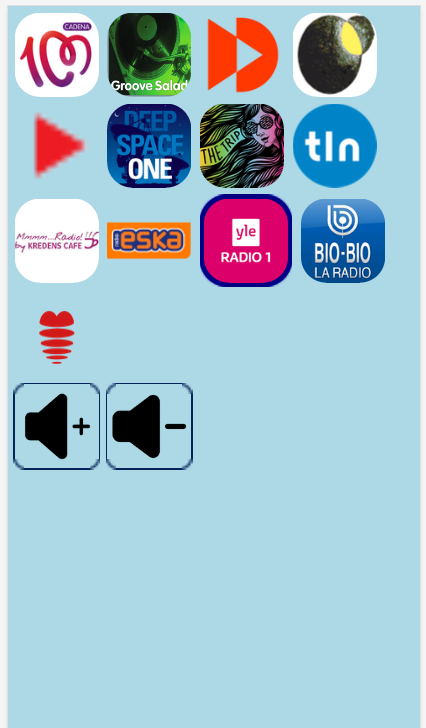 CADENA
100
Groove Salad
DEEP
SPACE
ONE
THE TRIP
tln
Mmmm...Radio!
by KREDENS CAFE
radio
eska
yle
RADIO 1
BIO-BIO
LA RADIO